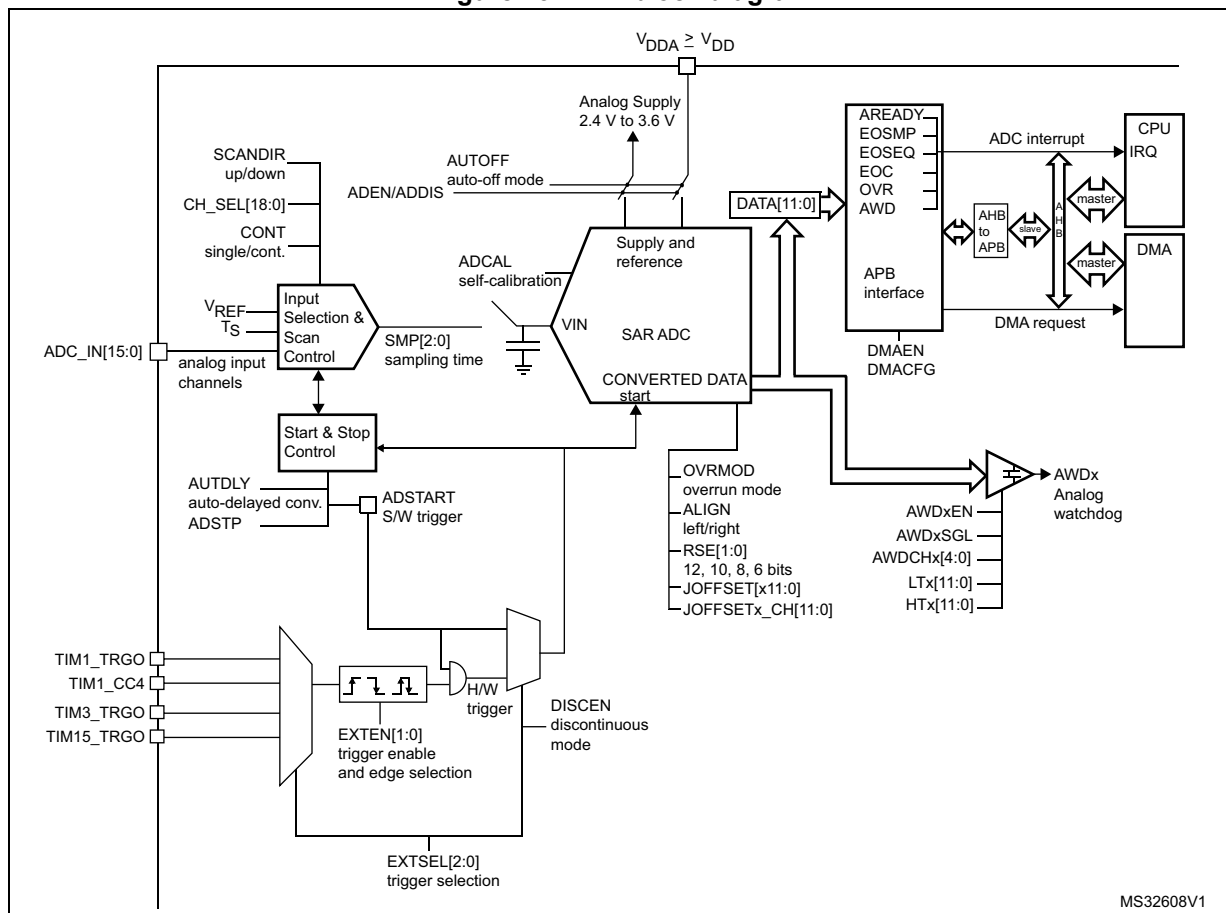 V_DDA ≥ V_DD
Analog Supply
2.4 V to 3.6 V
SCANDIR
up/down
AUTOFF
auto-off mode
ADEN/ADDIS
CH_SEL[18:0]
CONT
single/cont.
ADCAL
self-calibration
Supply and
reference
V_REF
T_S
Input
Selection &
Scan
Control
ADC_IN[15:0]
analog input
channels
SMP[2:0]
sampling time
VIN
SAR ADC
CONVERTED DATA
start
DATA[11:0]
AREADY
EOSMP
EOSEQ
EOC
OVR
AWD
APB
interface
ADC interrupt
CPU
IRQ
master
AHB
to
APB
slave
A
H
B
master
DMA
DMA request
DMAEN
DMACFG
Start & Stop
Control
AUTDLY
auto-delayed conv.
ADSTP
ADSTART
S/W trigger
OVRMOD
overrun mode
ALIGN
left/right
RSE[1:0]
12, 10, 8, 6 bits
JOFFSET[x11:0]
JOFFSETx_CH[11:0]
AWDx
Analog
watchdog
AWDxEN
AWDxSGL
AWDCHx[4:0]
LTx[11:0]
HTx[11:0]
TIM1_TRGO
TIM1_CC4
TIM3_TRGO
TIM15_TRGO
H/W
trigger
EXTEN[1:0]
trigger enable
and edge selection
DISCEN
discontinuous
mode
EXTSEL[2:0]
trigger selection
MS32608V1